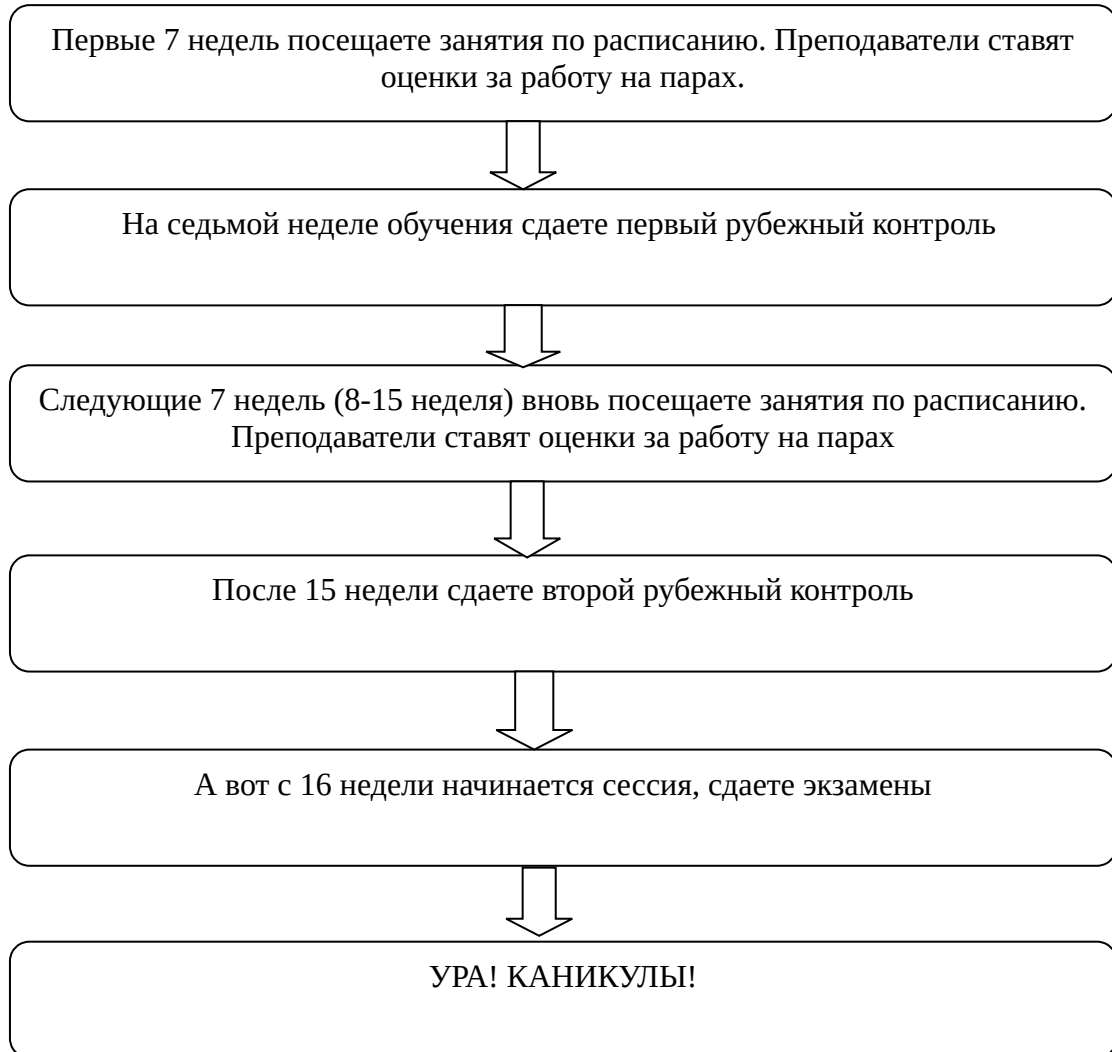 Первые 7 недель посещаете занятия по расписанию. Преподаватели ставят
оценки за работу на парах.
На седьмой неделе обучения сдаете первый рубежный контроль
Следующие 7 недель (8-15 неделя) вновь посещаете занятия по расписанию.
Преподаватели ставят оценки за работу на парах
После 15 недели сдаете второй рубежный контроль
А вот с 16 недели начинается сессия, сдаете экзамены
УРА! КАНИКУЛЫ!